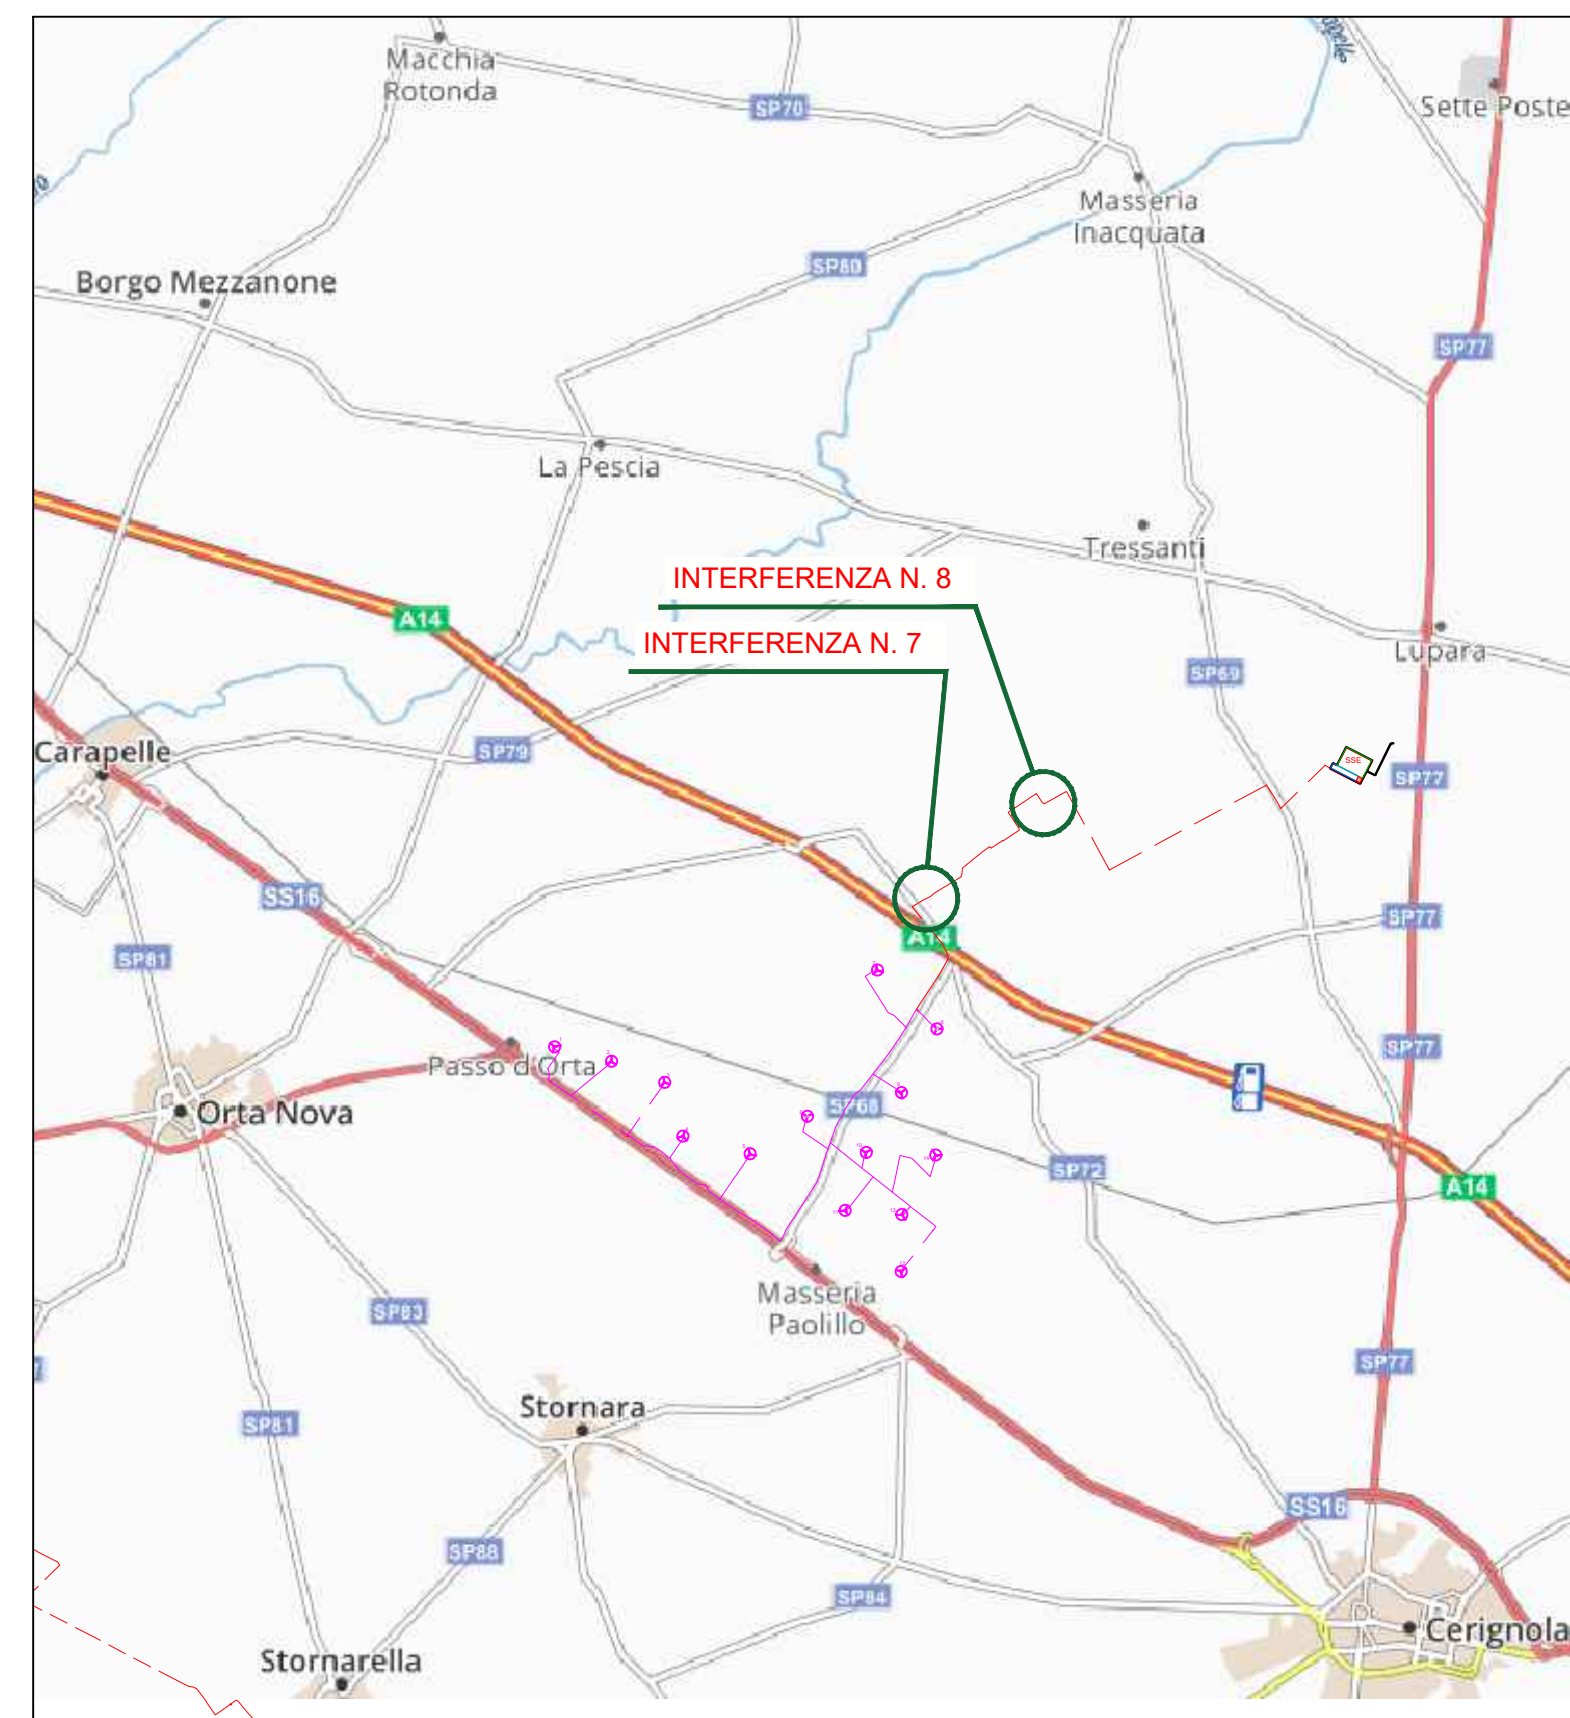 Macchia
Rotonda
SP70
Sette Poste
Masseria
Inacquata
SP80
Borgo Mezzanone
SP77
La Pescia
Tressanti
INTERFERENZA N. 8
A14
INTERFERENZA N. 7
Lupara
SP69
SP79
Carapelle
SSE
SP77
SS16
SP77
A14
SP81
SP77
Passo d'Orta
Orta Nova
SP68
SP72
A14
Masseria
Paolillo
SP83
SP77
Stornara
SP81
SS16
SP88
SP84
Cerignola
Stornarella